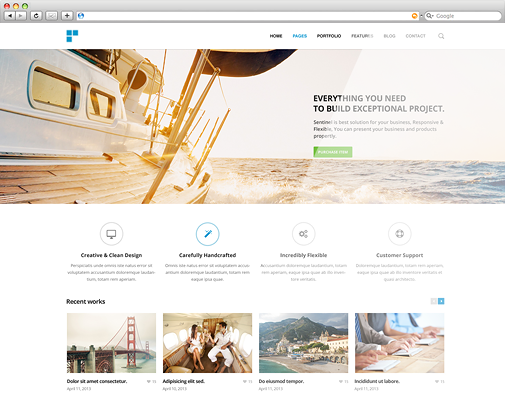 Google
HOME PAGES PORTFOLIO FEATURES BLOG CONTACT
EVERYTHING YOU NEED
TO BUILD EXCEPTIONAL PROJECT.
Sentinel is best solution for your business, Responsive &
Flexible, You can present your business and products
properly.
PURCHASE ITEM
Creative & Clean Design
Perspiciatis unde omnis iste natus error sit
voluptatem accusantium doloremque laudan-
tium, totam rem aperiam.
Carefully Handcrafted
Omnis iste natus error sit voluptatem accus-
antium doloremque laudantium, totam rem
eaque ipsa.
Incredibly Flexible
Accusantium doloremque laudantium, totam rem
eaque ipsa quae ab illo inven-
tore veritatis.
Customer Support
Doloremque laudantium, totam rem aperiam,
eaque ipsa quae ab illo inventore veritatis et
quasi architecto.
Recent works
Dolor sit amet consectetur.
April 11, 2013
Adipisicing elit sed.
April 10, 2013
Do eiusmod tempor.
April 11, 2013
Incididunt ut labore.
April 11, 2013